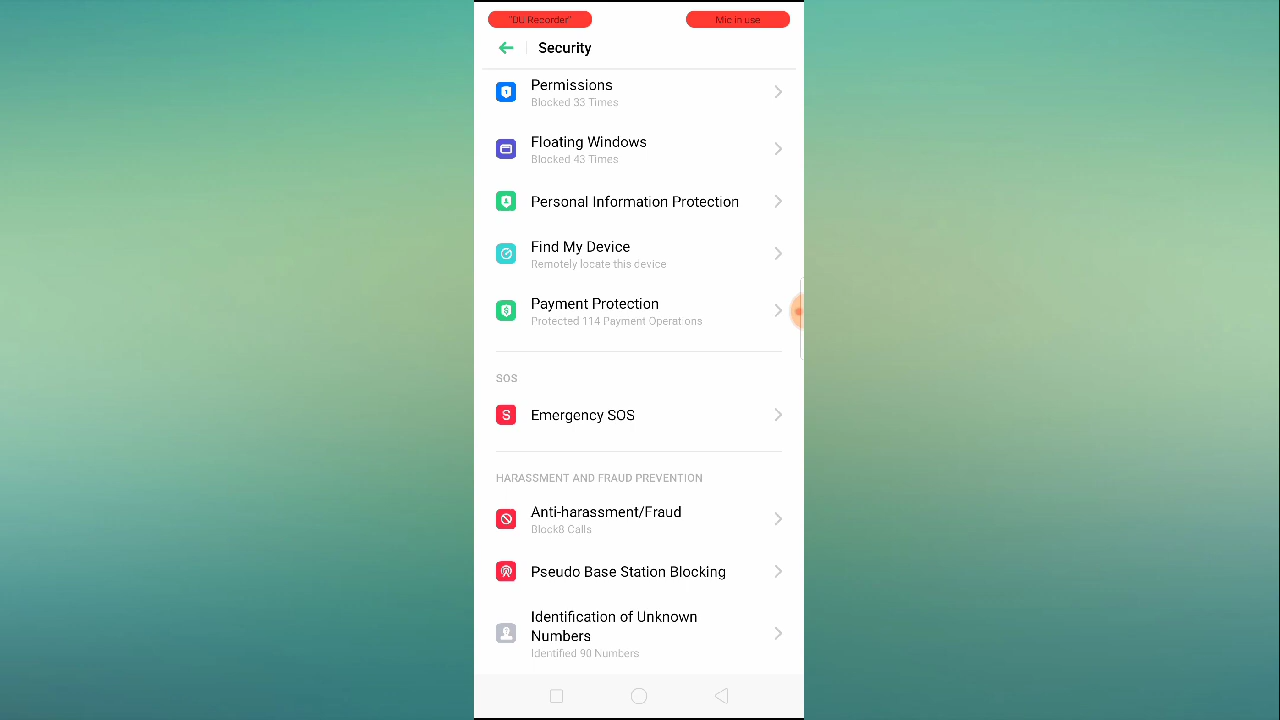 "DU Recorder"
Mic in use
Security
Permissions
Blocked 33 Times
Floating Windows
Blocked 43 Times
Personal Information Protection
Find My Device
Remotely locate this device
Payment Protection
Protected 114 Payment Operations
SOS
S
Emergency SOS
HARASSMENT AND FRAUD PREVENTION
Anti-harassment/Fraud
Block8 Calls
Pseudo Base Station Blocking
Identification of Unknown
Numbers
Identified 90 Numbers